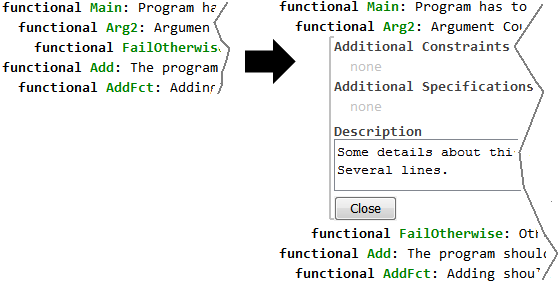 functional Main: Program ha
functional Arg2: Argumen
functional FailOtherwise
functional Add: The program
functional AddFct: Adding
functional Main: Program has to
functional Arg2: Argument Co
Additional Constraints
none
Additional Specifications
none
Description
Some details about thi
Several lines.
Close
functional FailOtherwise: Oth
functional Add: The program shoul
functional AddFct: Adding shoul